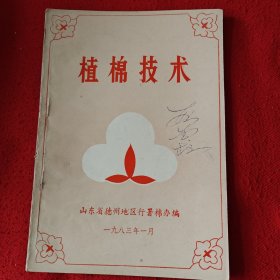 植棉技术
山东省德州地区行署棉办编
一九八三年一月